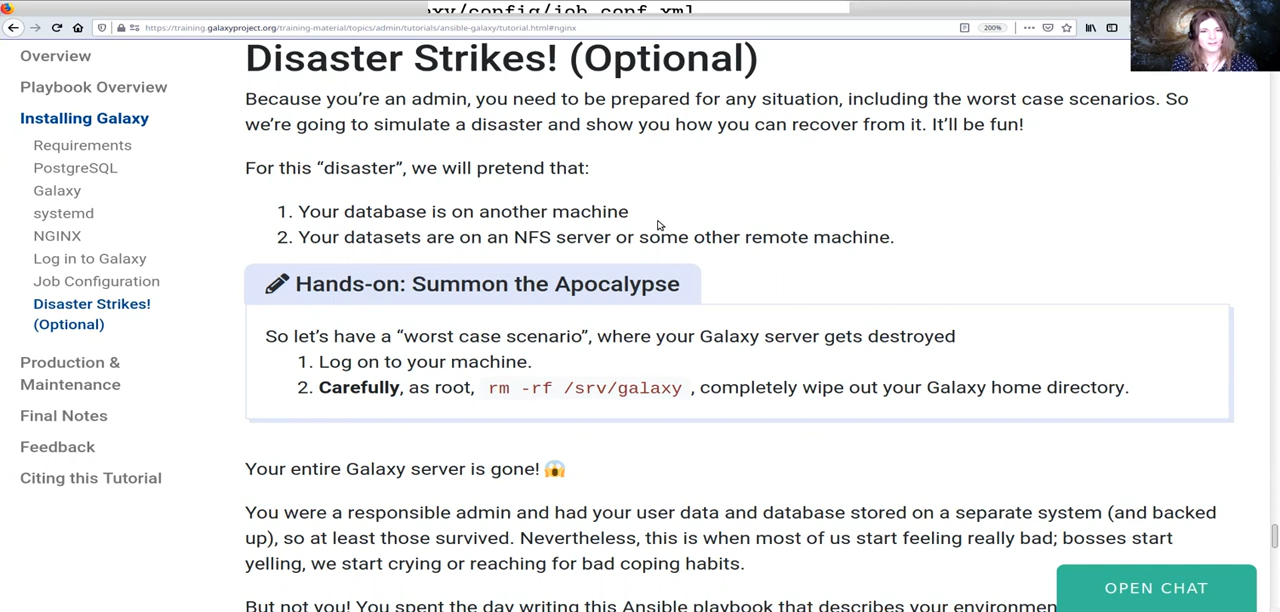 xy/config/job_conf.xml
https://training.galaxyproject.org/training-material/topics/admin/tutorials/ansible-galaxy/tutorial.html#nginx
200%
Overview
Playbook Overview
Installing Galaxy
Requirements
PostgreSQL
Galaxy
systemd
NGINX
Log in to Galaxy
Job Configuration
Disaster Strikes!
(Optional)
Production &
Maintenance
Final Notes
Feedback
Citing this Tutorial
Disaster Strikes! (Optional)
Because you're an admin, you need to be prepared for any situation, including the worst case scenarios. So
we're going to simulate a disaster and show you how you can recover from it. It'll be fun!
For this “disaster”, we will pretend that:
1. Your database is on another machine
2. Your datasets are on an NFS server or some other remote machine.
Hands-on: Summon the Apocalypse
So let's have a “worst case scenario”, where your Galaxy server gets destroyed
1. Log on to your machine.
2. Carefully, as root, rm -rf /srv/galaxy , completely wipe out your Galaxy home directory.
Your entire Galaxy server is gone! 😱
You were a responsible admin and had your user data and database stored on a separate system (and backed
up), so at least those survived. Nevertheless, this is when most of us start feeling really bad; bosses start
yelling, we start crying or reaching for bad coping habits.
But not you! You spent the day writing this Ansible playbook that describes your environment
OPEN CHAT